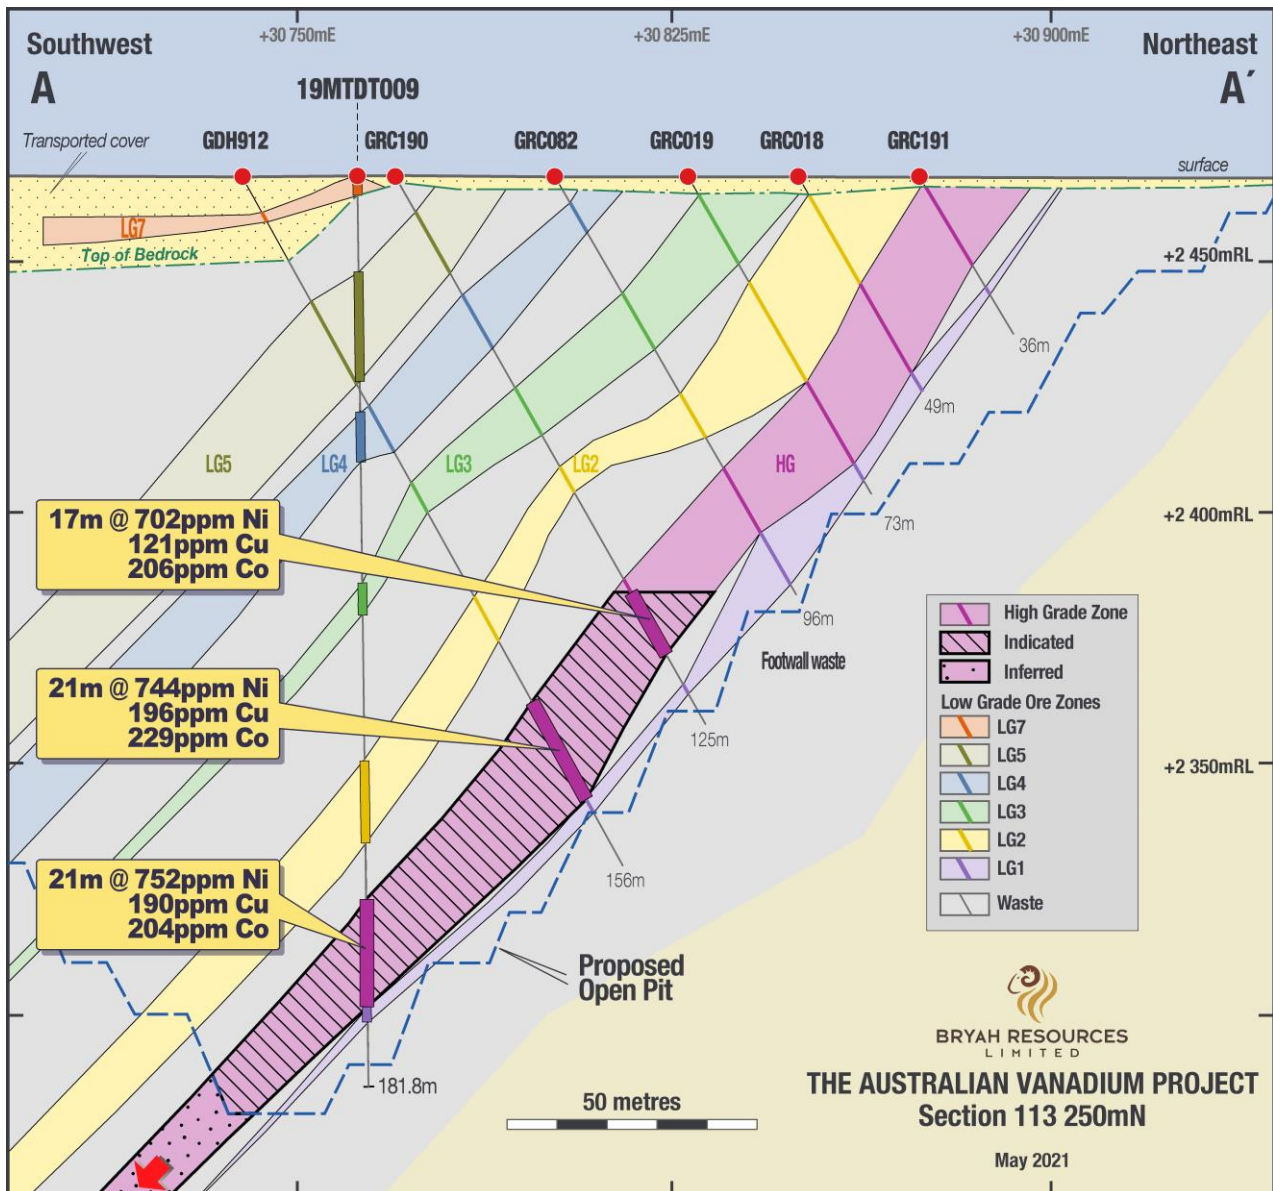 Southwest
A
+30 750mE
+30 825mE
+30 900mE
Northeast
A´
19MTDT009
Transported cover
GDH912
GRC190
GRC082
GRC019
GRC018
GRC191
surface
LG7
Top of Bedrock
+2 450mRL
36m
49m
LG5
LG4
LG3
LG2
HG
17m @ 702ppm Ni
121ppm Cu
206ppm Co
73m
+2 400mRL
96m
Footwall waste
High Grade Zone
Indicated
Inferred
Low Grade Ore Zones
LG7
LG5
LG4
LG3
LG2
LG1
Waste
21m @ 744ppm Ni
196ppm Cu
229ppm Co
125m
+2 350mRL
156m
21m @ 752ppm Ni
190ppm Cu
204ppm Co
Proposed
Open Pit
181.8m
50 metres
BRYAH RESOURCES
LIMITED
THE AUSTRALIAN VANADIUM PROJECT
Section 113 250mN
May 2021